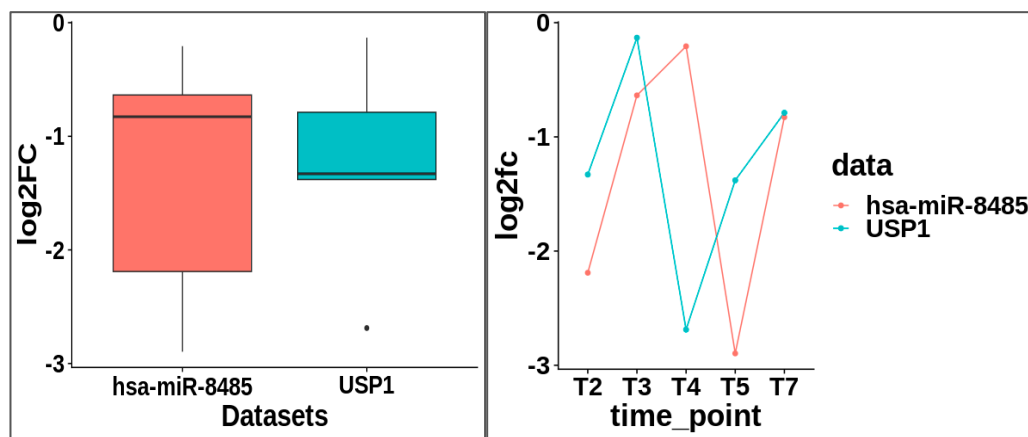 0
-1
-2
-3
log2FC
hsa-miR-8485
USP1
Datasets
0
-1
-2
-3
log2fc
T2 T3 T4 T5 T7
time_point
data
hsa-miR-8485
USP1